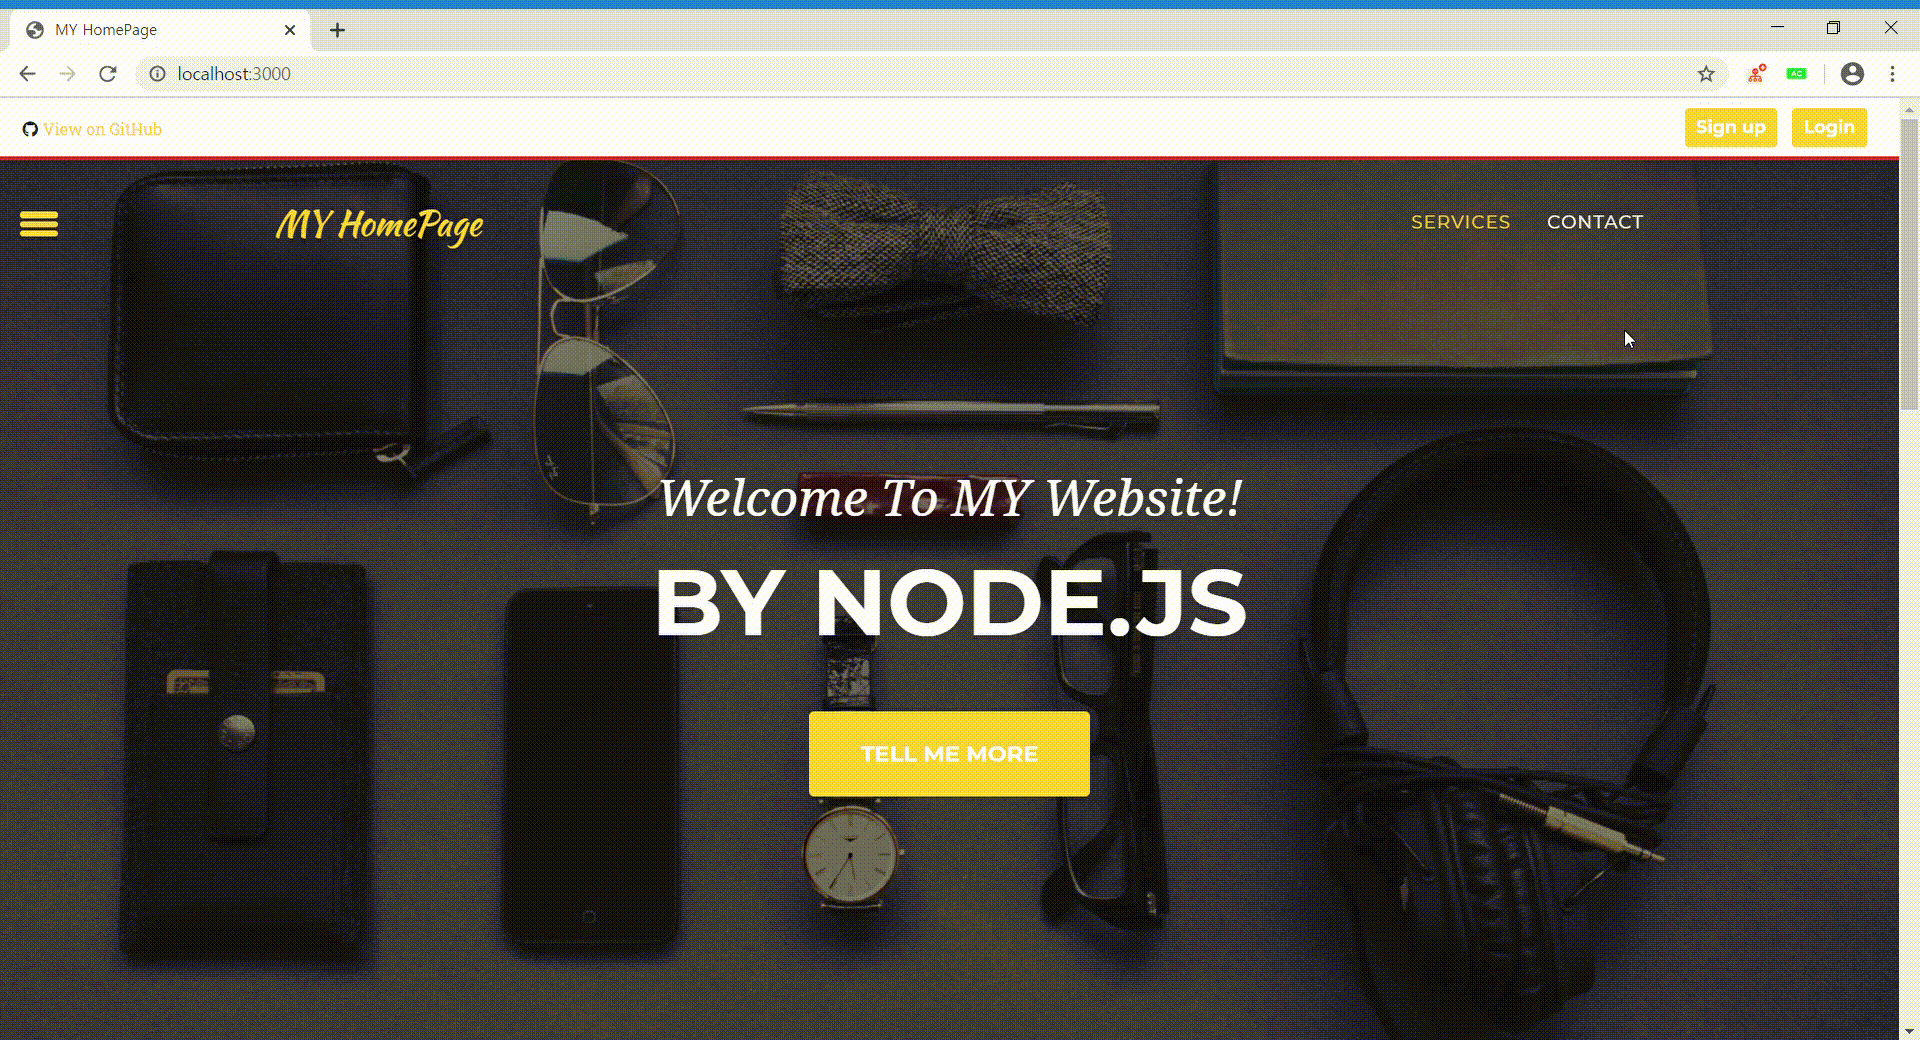 MY HomePage
localhost:3000
AC
View on GitHub
Sign up
Login
MY HomePage
SERVICES
CONTACT
Welcome To MY Website!
BY NODE.JS
TELL ME MORE